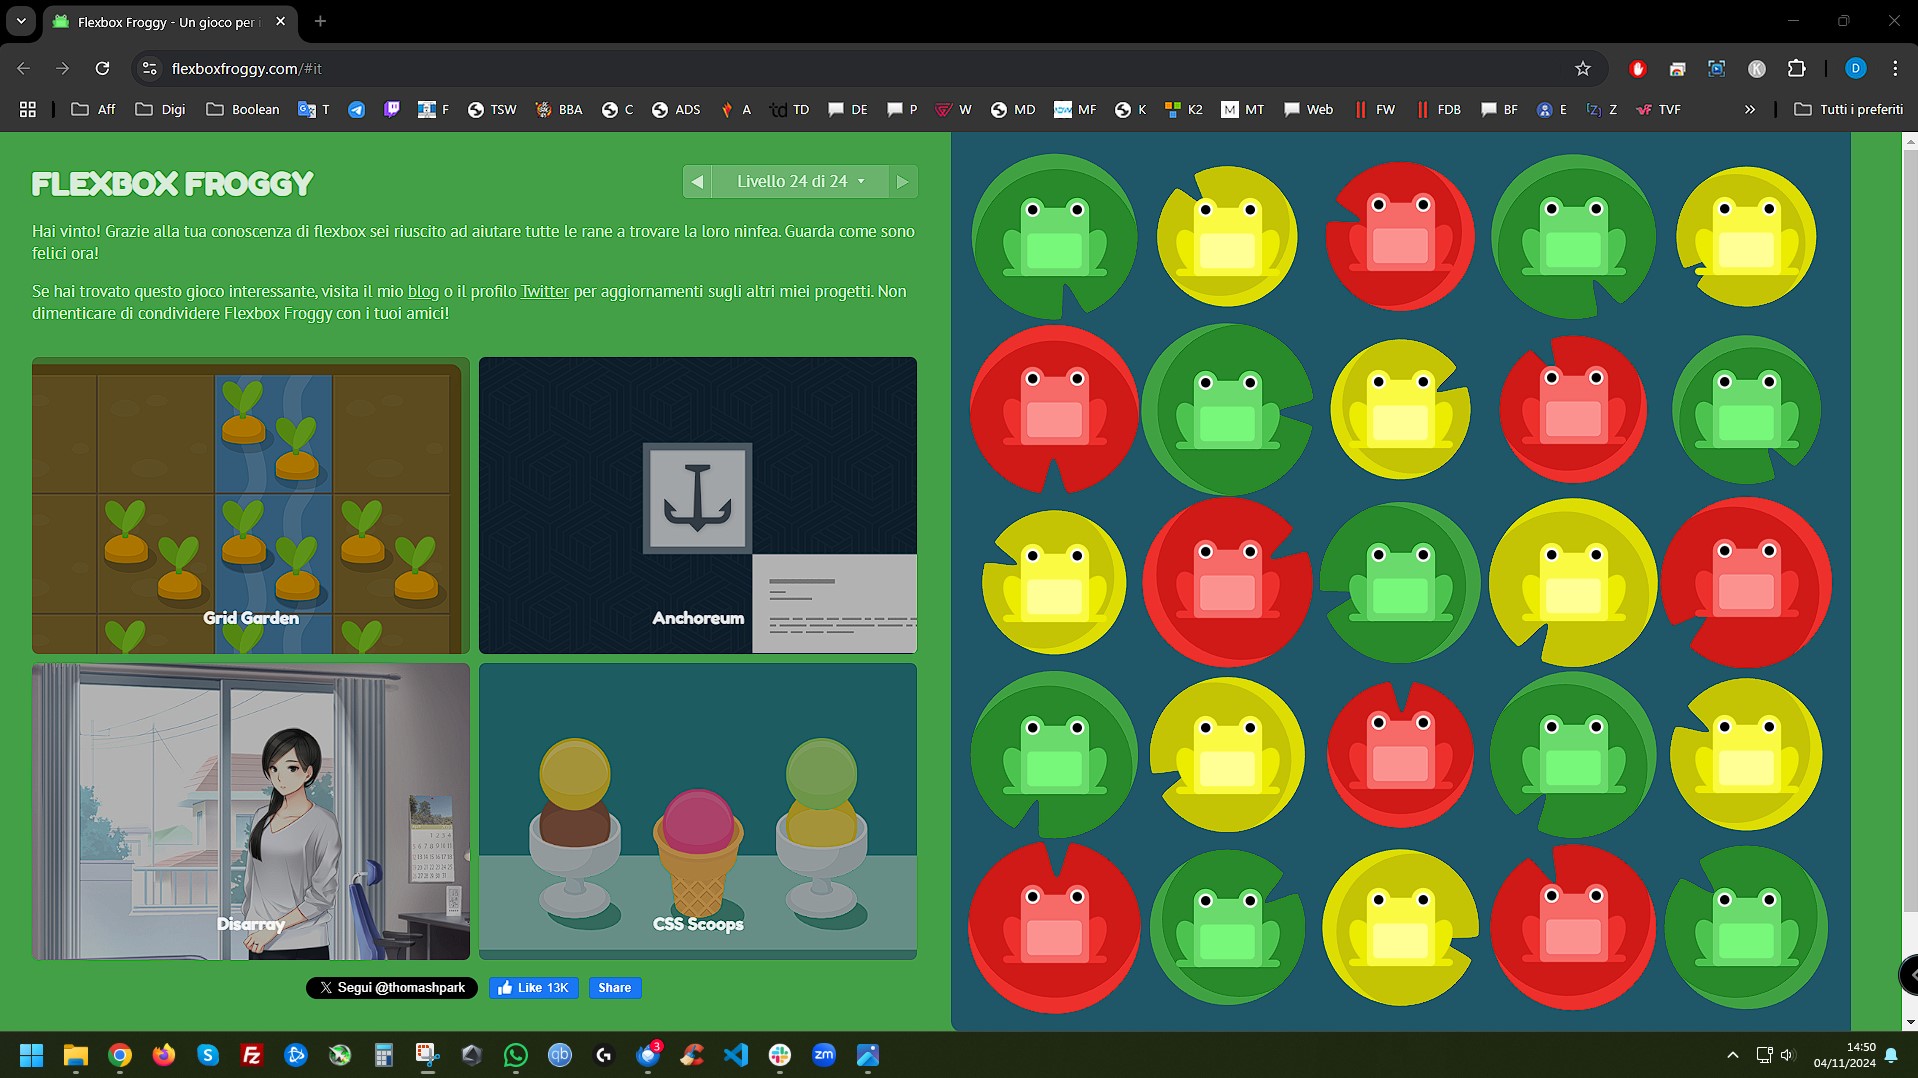 Flexbox Froggy - Un gioco per i
flexboxfroggy.com/#it
Aff
Digi
Boolean
T
F
TSW
BBA
C
ADS
A
TD
DE
P
W
MD
MF
K
K2
MT
Web
FW
FDB
BF
E
Z
TVF
Tutti i preferiti
FLEXBOX FROGGY
Livello 24 di 24
Hai vinto! Grazie alla tua conoscenza di flexbox sei riuscito ad aiutare tutte le rane a trovare la loro ninfea. Guarda come sono
felici ora!
Se hai trovato questo gioco interessante, visita il mio blog o il profilo Twitter per aggiornamenti sugli altri miei progetti. Non
dimenticare di condividere Flexbox Froggy con i tuoi amici!
Grid Garden
Anchoreum
Disarray
CSS Scoops
Segui @thomashpark
Like 13K
Share
14:50
04/11/2024